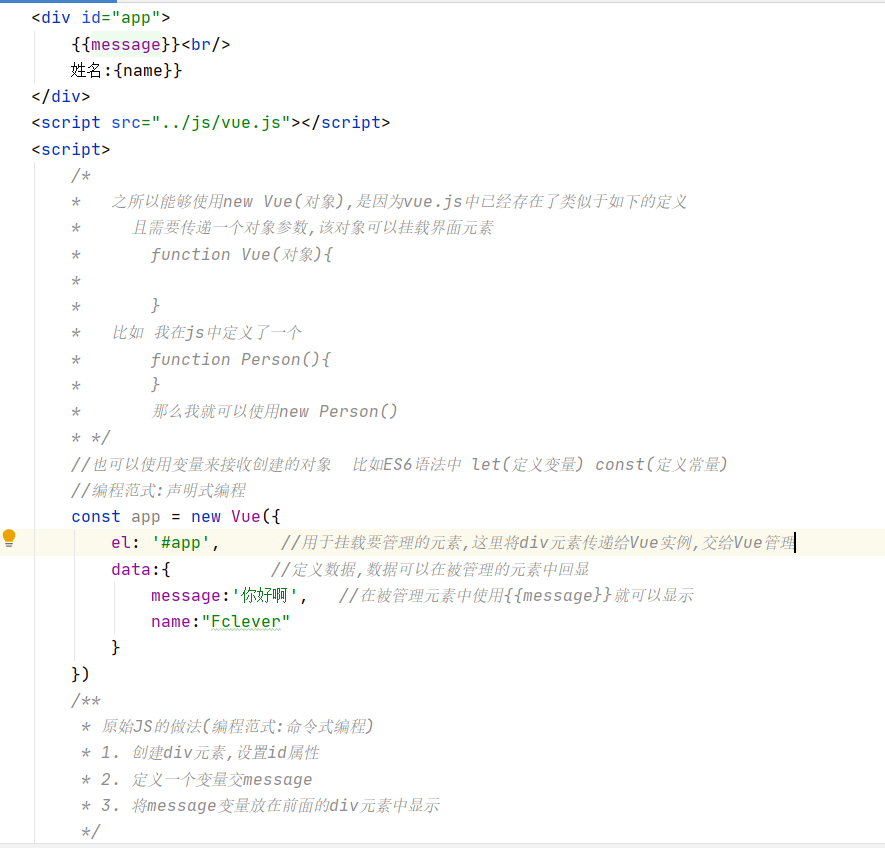 <div id="app">
    {{message}}<br/>
    姓名:{name}}
</div>
<script src="../js/vue.js"></script>
<script>
    /*
    *   之所以能够使用new Vue(对象),是因为vue.js中已经存在了类似于如下的定义
    *     且需要传递一个对象参数,该对象可以挂载界面元素
    *       function Vue(对象){
    *
    *       }
    *   比如 我在js中定义了一个
    *       function Person(){
    *       }
    *       那么我就可以使用new Person()
    * */
    //也可以使用变量来接收创建的对象  比如ES6语法中 let(定义变量) const(定义常量)
    //编程范式:声明式编程
    const app = new Vue({
        el: '#app',      //用于挂载要管理的元素,这里将div元素传递给Vue实例,交给Vue管理
        data:{          //定义数据,数据可以在被管理的元素中回显
            message:'你好啊',   //在被管理元素中使用{{message}}就可以显示
            name:"Fclever"
        }
    })
    /**
     * 原始JS的做法(编程范式:命令式编程)
     * 1. 创建div元素,设置id属性
     * 2. 定义一个变量交message
     * 3. 将message变量放在前面的div元素中显示
     */